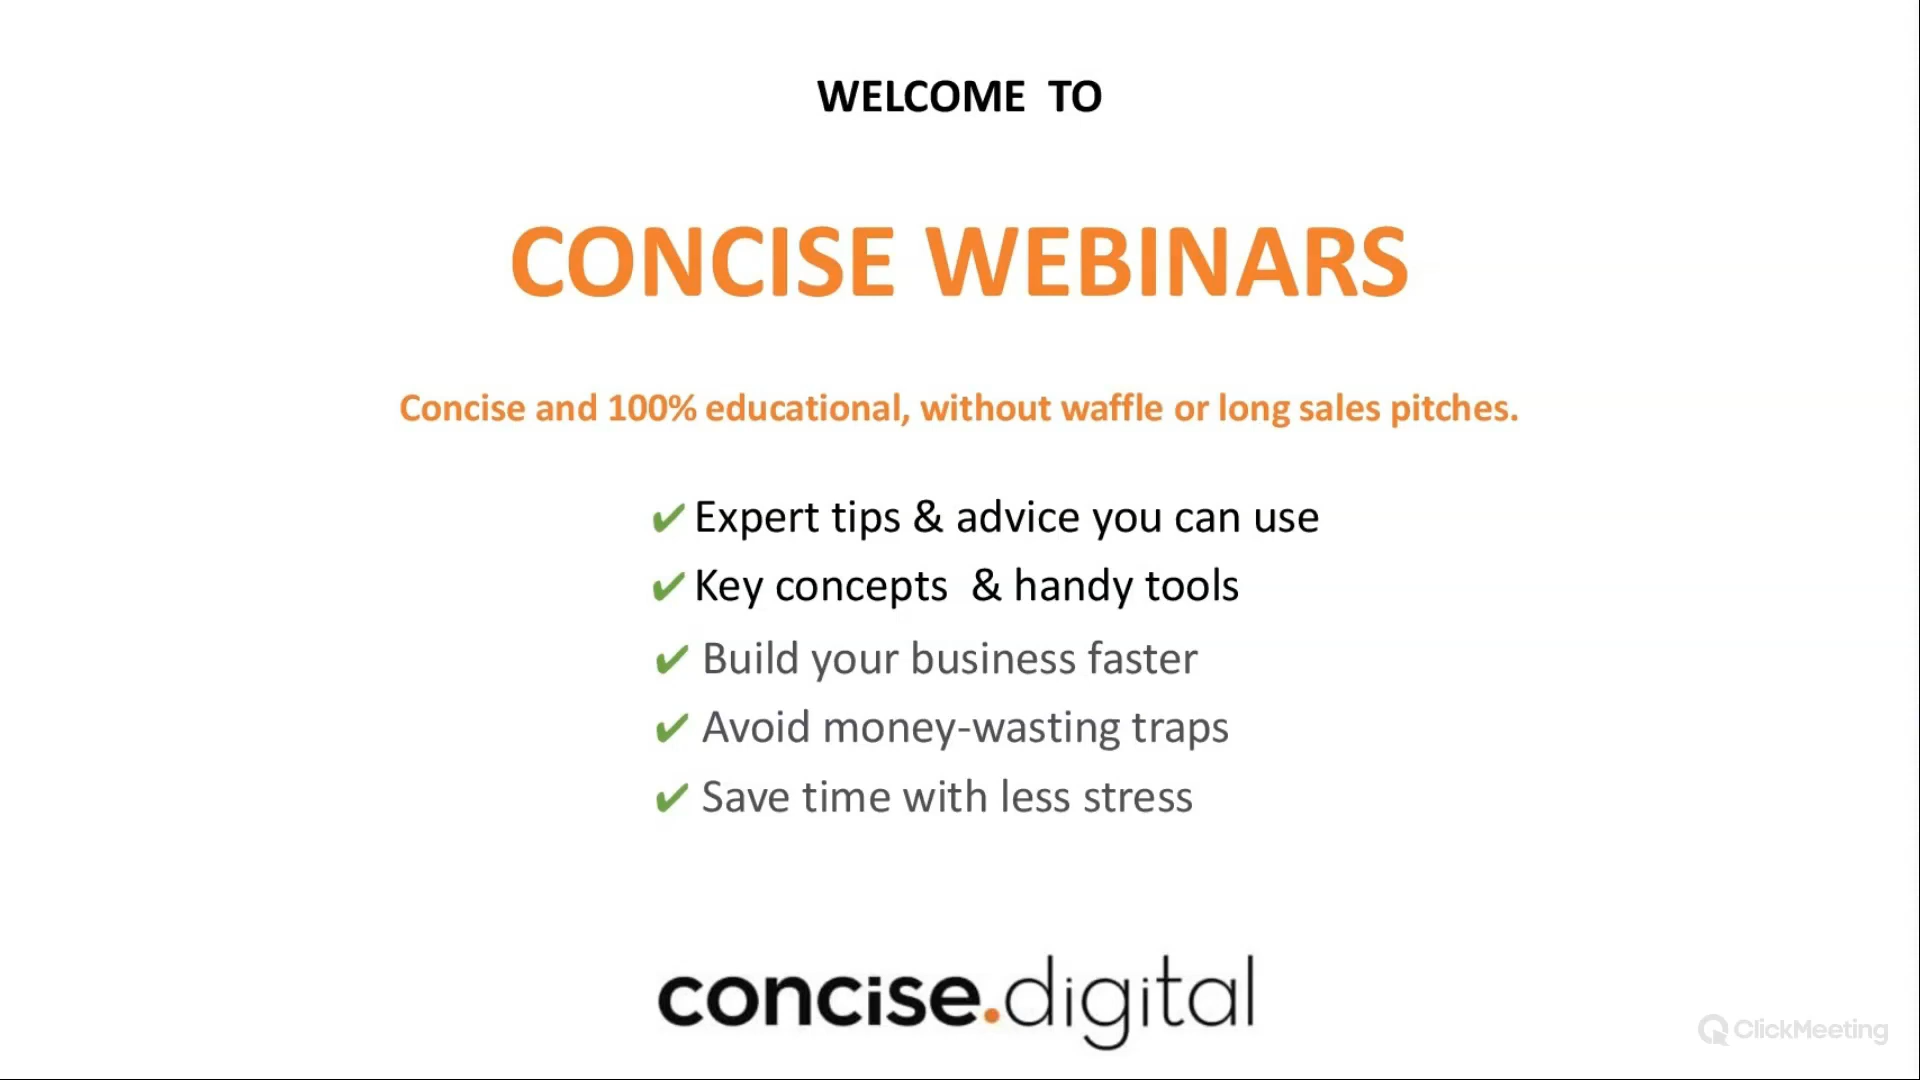 WELCOME TO
CONCISE WEBINARS
Concise and 100% educational, without waffle or long sales pitches.
✔ Expert tips & advice you can use
✔ Key concepts & handy tools
✔ Build your business faster
✔ Avoid money-wasting traps
✔ Save time with less stress
concise.digital
ClickMeeting